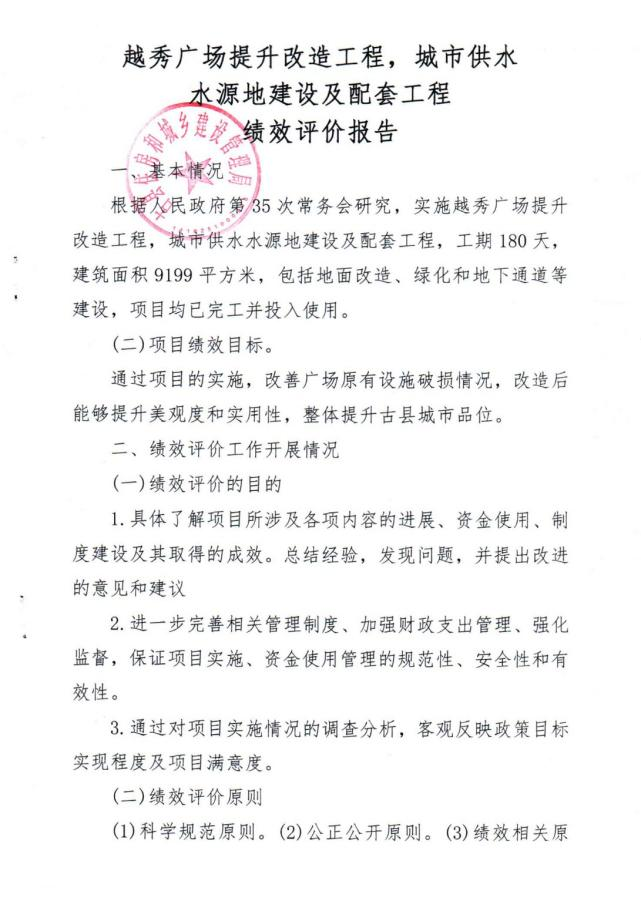 越秀广场提升改造工程，城市供水
水源地建设及配套工程
绩效评价报告
古县住房和城乡建设管理局
一、基本情况
根据人民政府第 35 次常务会研究，实施越秀广场提升
改造工程，城市供水水源地建设及配套工程，工期 180 天，
建筑面积 9199 平方米，包括地面改造、绿化和地下通道等
建设，项目均已完工并投入使用。
(二)项目绩效目标。
通过项目的实施，改善广场原有设施破损情况，改造后
能够提升美观度和实用性，整体提升古县城市品位。
二、绩效评价工作开展情况
(一)绩效评价的目的
1.具体了解项目所涉及各项内容的进展、资金使用、制
度建设及其取得的成效。总结经验，发现问题，并提出改进
的意见和建议
2.进一步完善相关管理制度、加强财政支出管理、强化
监督，保证项目实施、资金使用管理的规范性、安全性和有
效性。
3.通过对项目实施情况的调查分析，客观反映政策目标
实现程度及项目满意度。
(二)绩效评价原则
(1)科学规范原则。(2)公正公开原则。(3)绩效相关原